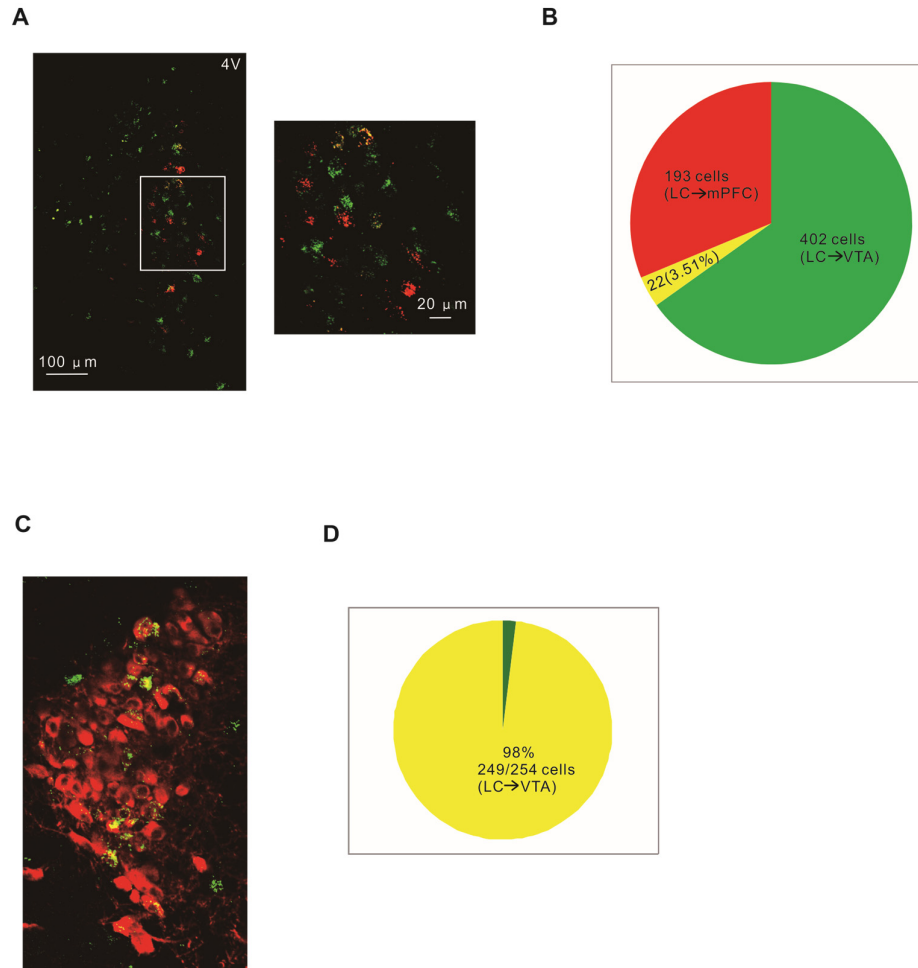 A
B
4V
100 μm
20 μm
193 cells
(LC→mPFC)
402 cells
(LC→VTA)
22(3.51%)
C
D
98%
249/254 cells
(LC→VTA)